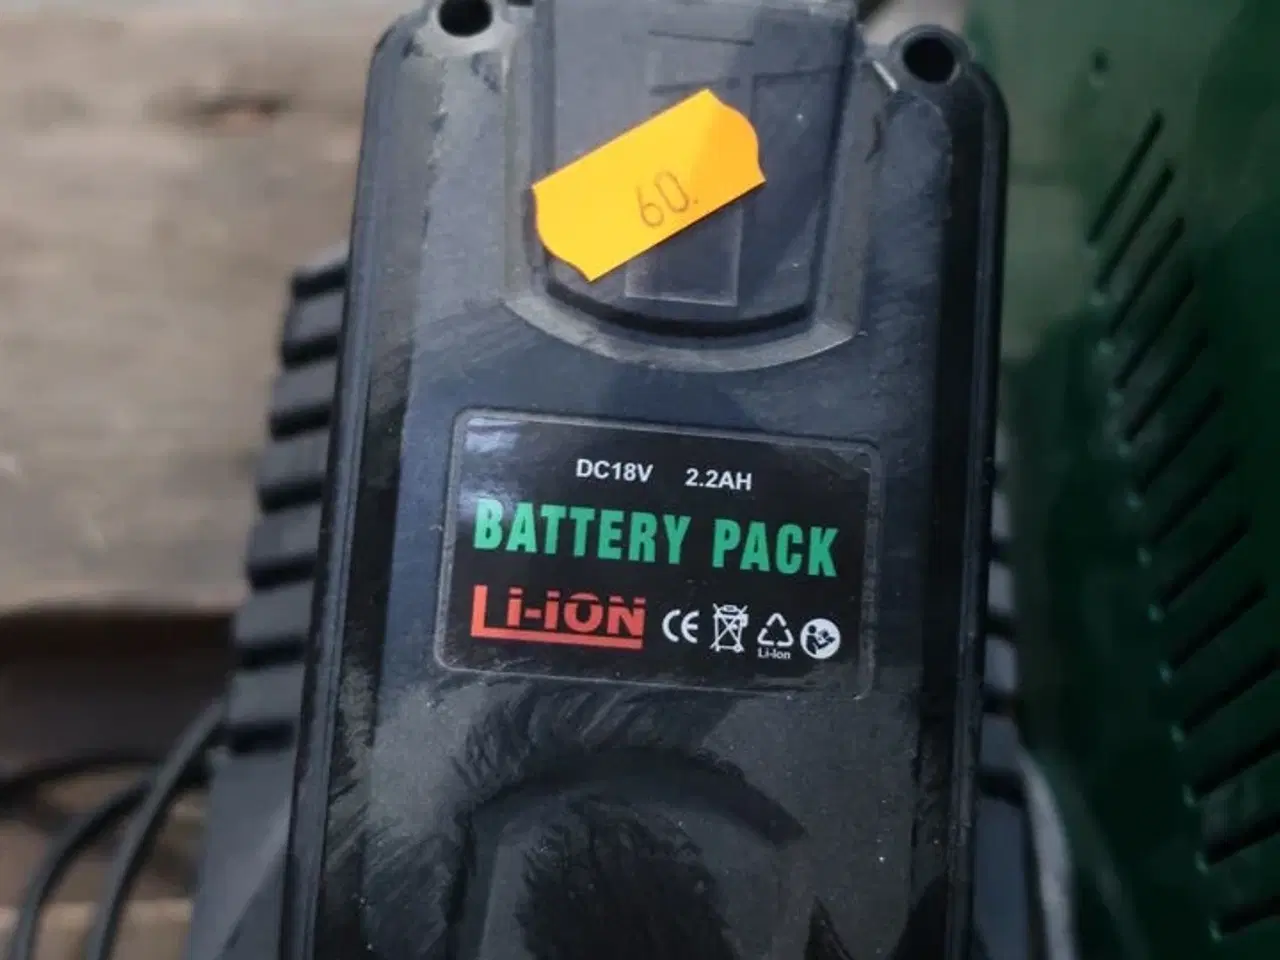 60.
DC18V 2.2AH
BATTERY PACK
Li-iON CE
Li-Ion